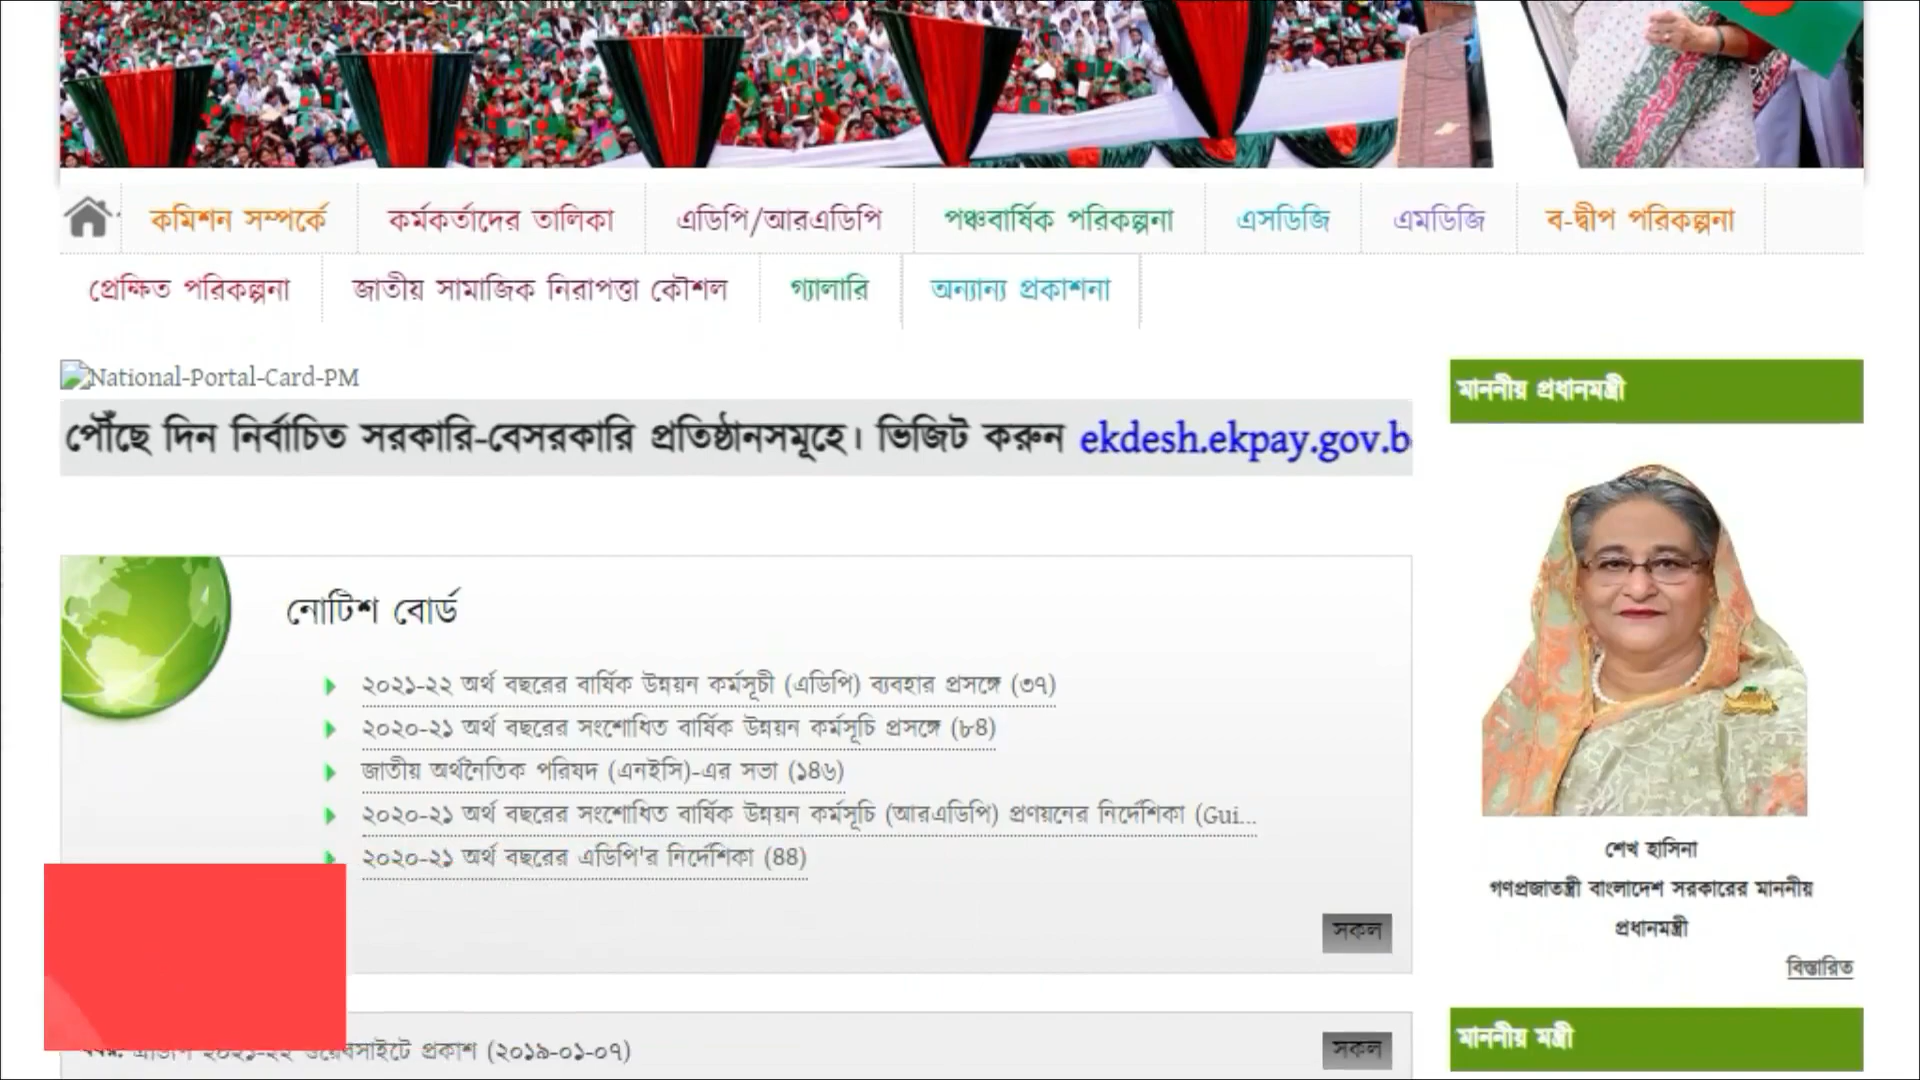 কমিশন সম্পর্কে
কর্মকর্তাদের তালিকা
এডিপি/আরএডিপি
পঞ্চবার্ষিক পরিকল্পনা
এসডিজি
এমডিজি
ব-দ্বীপ পরিকল্পনা
প্রেক্ষিত পরিকল্পনা
জাতীয় সামাজিক নিরাপত্তা কৌশল
গ্যালারি
অন্যান্য প্রকাশনা
National-Portal-Card-PM
পৌঁছে দিন নির্বাচিত সরকারি-বেসরকারি প্রতিষ্ঠানসমূহে। ভিজিট করুন ekdesh.ekpay.gov.b
নোটিশ বোর্ড
২০২১-২২ অর্থ বছরের বার্ষিক উন্নয়ন কর্মসূচী (এডিপি) ব্যবহার প্রসঙ্গে (৩৭)
২০২০-২১ অর্থ বছরের সংশোধিত বার্ষিক উন্নয়ন কর্মসূচি প্রসঙ্গে (৮৪)
জাতীয় অর্থনৈতিক পরিষদ (এনইসি)-এর সভা (১৪৬)
২০২০-২১ অর্থ বছরের সংশোধিত বার্ষিক উন্নয়ন কর্মসূচি (আরএডিপি) প্রণয়নের নির্দেশিকা (Gui...
২০২০-২১ অর্থ বছরের এডিপি'র নির্দেশিকা (৪৪)
সকল
প্রকাশ (২০১৯-০১-০৭)
সকল
মাননীয় প্রধানমন্ত্রী
শেখ হাসিনা
গণপ্রজাতন্ত্রী বাংলাদেশ সরকারের মাননীয়
প্রধানমন্ত্রী
বিস্তারিত
মাননীয় মন্ত্রী